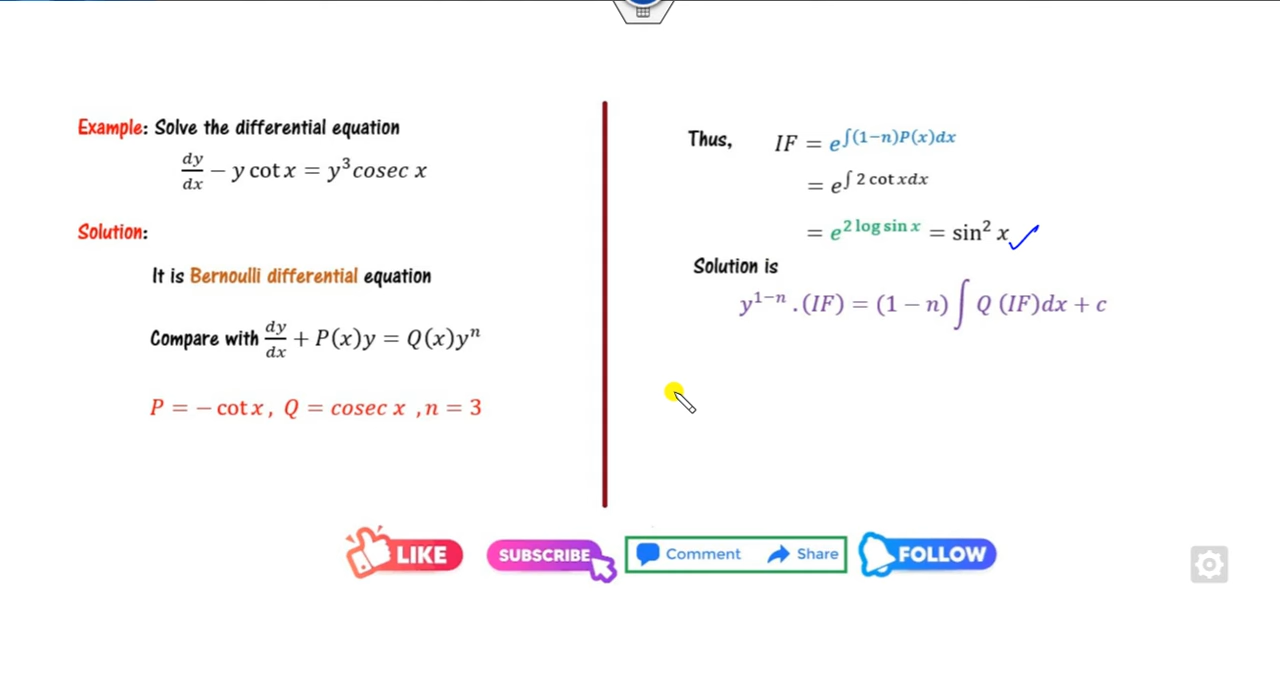 Example: Solve the differential equation
dy/dx − y cot x = y³cosec x
Solution:
It is Bernoulli differential equation
Compare with dy/dx + P(x)y = Q(x)yⁿ
P = − cot x , Q = cosec x , n = 3
Thus, IF = e^∫(1−n)P(x)dx
= e^∫ 2 cot xdx
= e^2 log sin x = sin² x
Solution is
y^1−n . (IF) = (1 − n) ∫ Q (IF)dx + c
LIKE
SUBSCRIBE
Comment Share
FOLLOW